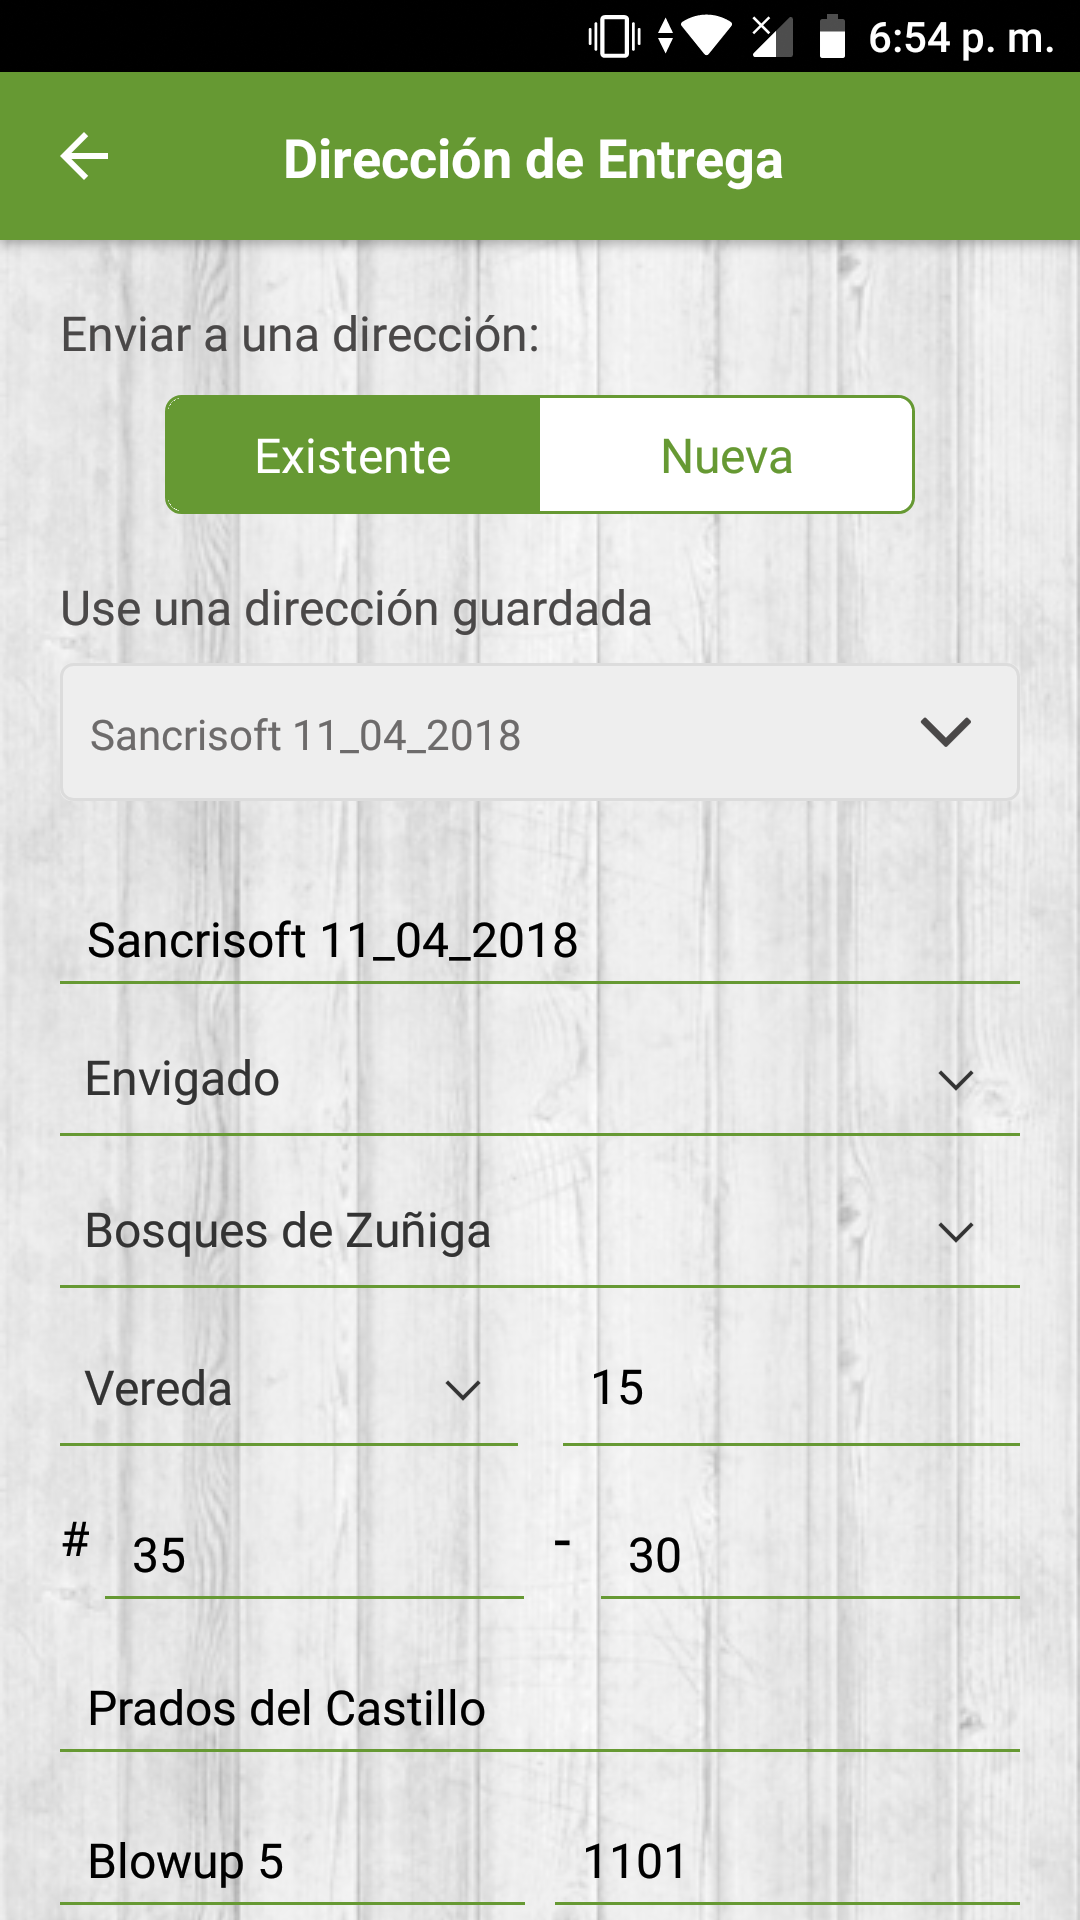 6:54 p. m.
Dirección de Entrega
Enviar a una dirección:
Existente Nueva
Use una dirección guardada
Sancrisoft 11_04_2018
Sancrisoft 11_04_2018
Envigado
Bosques de Zuñiga
Vereda 15
# 35 - 30
Prados del Castillo
Blowup 5 1101